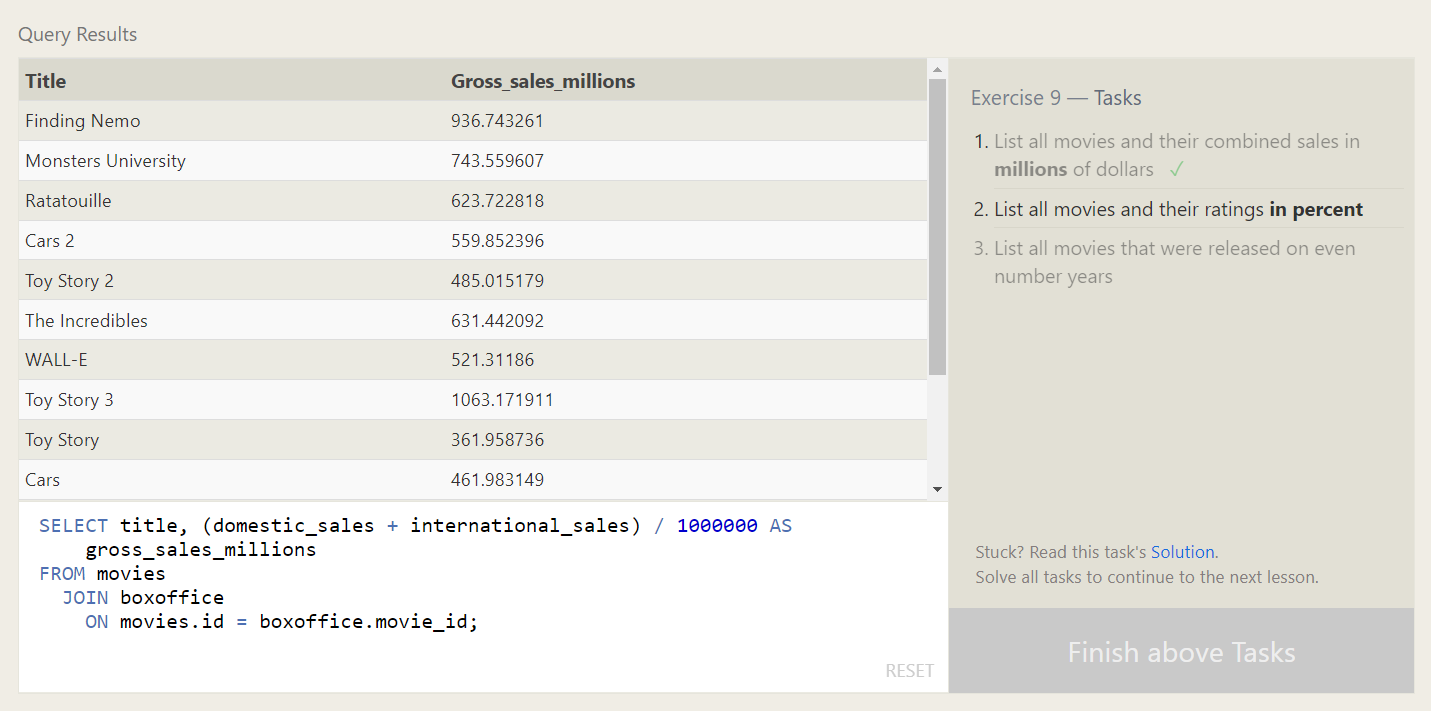 Query Results
Title Gross_sales_millions
Finding Nemo 936.743261
Monsters University 743.559607
Ratatouille 623.722818
Cars 2 559.852396
Toy Story 2 485.015179
The Incredibles 631.442092
WALL-E 521.31186
Toy Story 3 1063.171911
Toy Story 361.958736
Cars 461.983149
SELECT title, (domestic_sales + international_sales) / 1000000 AS
gross_sales_millions
FROM movies
JOIN boxoffice
ON movies.id = boxoffice.movie_id;
RESET
Exercise 9 — Tasks
1. List all movies and their combined sales in
millions of dollars ✓
2. List all movies and their ratings in percent
3. List all movies that were released on even
number years
Stuck? Read this task's Solution.
Solve all tasks to continue to the next lesson.
Finish above Tasks